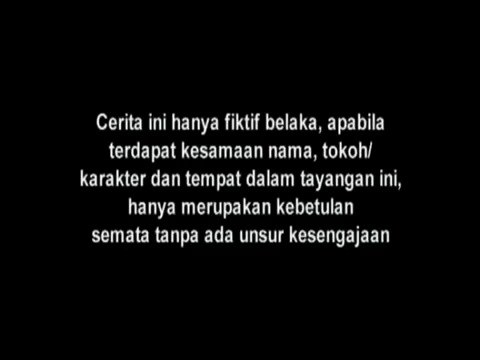 Cerita ini hanya fiktif belaka, apabila
terdapat kesamaan nama, tokoh/
karakter dan tempat dalam tayangan ini,
hanya merupakan kebetulan
semata tanpa ada unsur kesengajaan